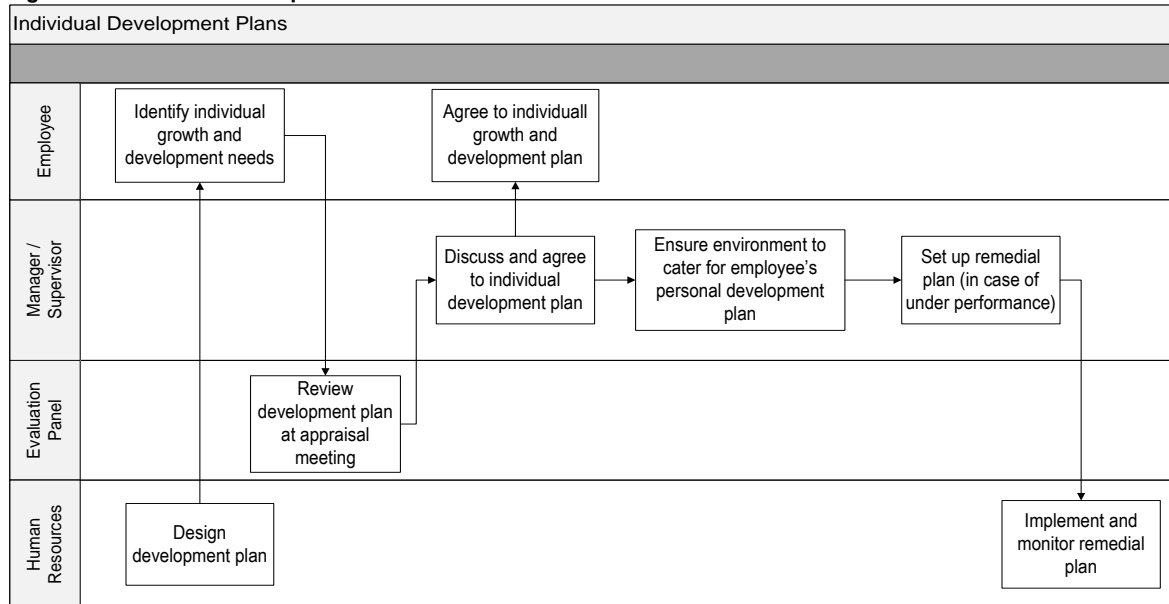 Individual Development Plans
Employee
Identify individual
growth and
development needs
Agree to individuall
growth and
development plan
Manager /
Supervisor
Discuss and agree
to individual
development plan
Ensure environment to
cater for employee's
personal development
plan
Set up remedial
plan (in case of
under performance)
Evaluation
Panel
Review
development plan
at appraisal
meeting
Human
Resources
Design
development plan
Implement and
monitor remedial
plan